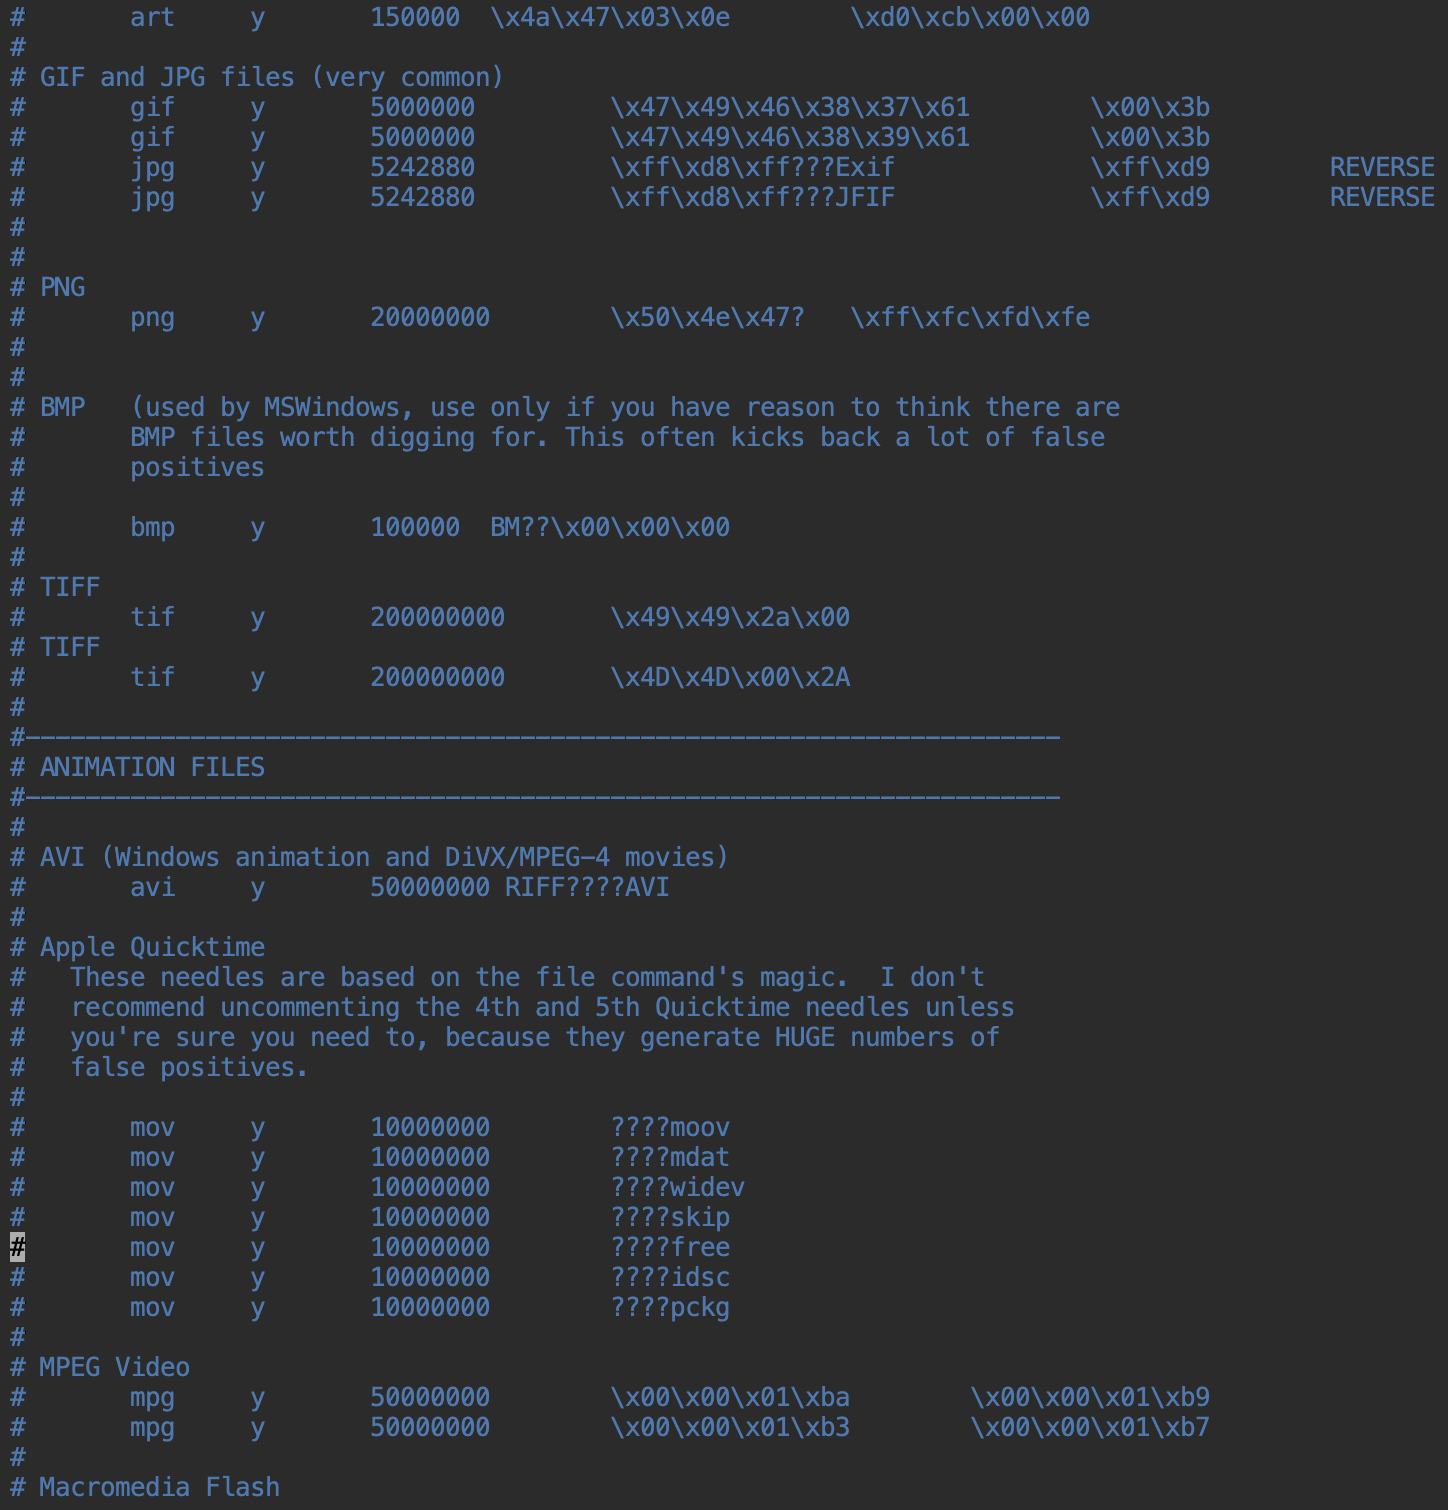 #       art     y       150000  \x4a\x47\x03\x0e        \xd0\xcb\x00\x00
#
# GIF and JPG files (very common)
#       gif     y       5000000         \x47\x49\x46\x38\x37\x61        \x00\x3b
#       gif     y       5000000         \x47\x49\x46\x38\x39\x61        \x00\x3b
#       jpg     y       5242880         \xff\xd8\xff???Exif             \xff\xd9        REVERSE
#       jpg     y       5242880         \xff\xd8\xff???JFIF             \xff\xd9        REVERSE
#
#
# PNG
#       png     y       20000000        \x50\x4e\x47?   \xff\xfc\xfd\xfe
#
#
# BMP   (used by MSWindows, use only if you have reason to think there are
#       BMP files worth digging for. This often kicks back a lot of false
#       positives
#
#       bmp     y       100000  BM??\x00\x00\x00
#
# TIFF
#       tif     y       200000000       \x49\x49\x2a\x00
# TIFF
#       tif     y       200000000       \x4D\x4D\x00\x2A
#
#---------------------------------------------------------------------
# ANIMATION FILES
#---------------------------------------------------------------------
#
# AVI (Windows animation and DiVX/MPEG-4 movies)
#       avi     y       50000000 RIFF????AVI
#
# Apple Quicktime
#   These needles are based on the file command's magic.  I don't
#   recommend uncommenting the 4th and 5th Quicktime needles unless
#   you're sure you need to, because they generate HUGE numbers of
#   false positives.
#
#       mov     y       10000000        ????moov
#       mov     y       10000000        ????mdat
#       mov     y       10000000        ????widev
#       mov     y       10000000        ????skip
#       mov     y       10000000        ????free
#       mov     y       10000000        ????idsc
#       mov     y       10000000        ????pckg
#
# MPEG Video
#       mpg     y       50000000        \x00\x00\x01\xba        \x00\x00\x01\xb9
#       mpg     y       50000000        \x00\x00\x01\xb3        \x00\x00\x01\xb7
#
# Macromedia Flash